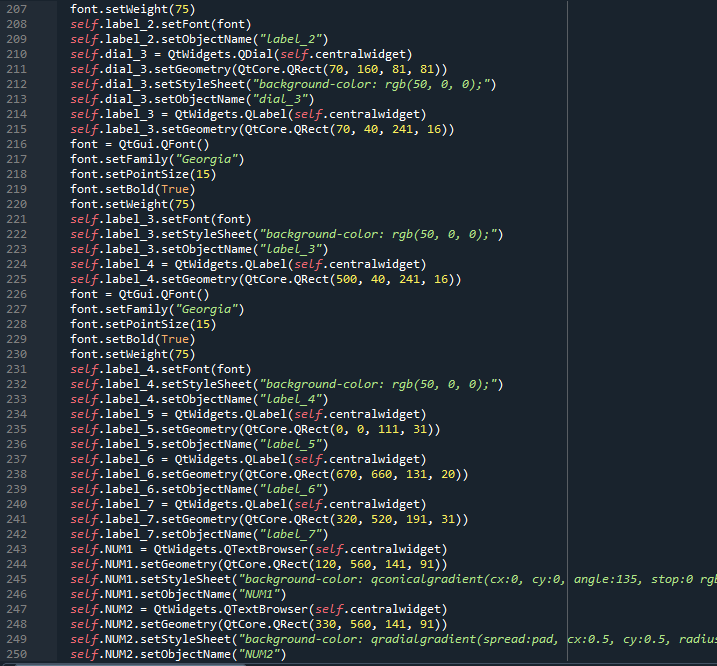 207 font.setWeight(75)
208 self.label_2.setFont(font)
209 self.label_2.setObjectName("label_2")
210 self.dial_3 = QtWidgets.QDial(self.centralwidget)
211 self.dial_3.setGeometry(QtCore.QRect(70, 160, 81, 81))
212 self.dial_3.setStyleSheet("background-color: rgb(50, 0, 0);")
213 self.dial_3.setObjectName("dial_3")
214 self.label_3 = QtWidgets.QLabel(self.centralwidget)
215 self.label_3.setGeometry(QtCore.QRect(70, 40, 241, 16))
216 font = QtGui.QFont()
217 font.setFamily("Georgia")
218 font.setPointSize(15)
219 font.setBold(True)
220 font.setWeight(75)
221 self.label_3.setFont(font)
222 self.label_3.setStyleSheet("background-color: rgb(50, 0, 0);")
223 self.label_3.setObjectName("label_3")
224 self.label_4 = QtWidgets.QLabel(self.centralwidget)
225 self.label_4.setGeometry(QtCore.QRect(500, 40, 241, 16))
226 font = QtGui.QFont()
227 font.setFamily("Georgia")
228 font.setPointSize(15)
229 font.setBold(True)
230 font.setWeight(75)
231 self.label_4.setFont(font)
232 self.label_4.setStyleSheet("background-color: rgb(50, 0, 0);")
233 self.label_4.setObjectName("label_4")
234 self.label_5 = QtWidgets.QLabel(self.centralwidget)
235 self.label_5.setGeometry(QtCore.QRect(0, 0, 111, 31))
236 self.label_5.setObjectName("label_5")
237 self.label_6 = QtWidgets.QLabel(self.centralwidget)
238 self.label_6.setGeometry(QtCore.QRect(670, 660, 131, 20))
239 self.label_6.setObjectName("label_6")
240 self.label_7 = QtWidgets.QLabel(self.centralwidget)
241 self.label_7.setGeometry(QtCore.QRect(320, 520, 191, 31))
242 self.label_7.setObjectName("label_7")
243 self.NUM1 = QtWidgets.QTextBrowser(self.centralwidget)
244 self.NUM1.setGeometry(QtCore.QRect(120, 560, 141, 91))
245 self.NUM1.setStyleSheet("background-color: qconicalgradient(cx:0, cy:0, angle:135, stop:0 rgb
246 self.NUM1.setObjectName("NUM1")
247 self.NUM2 = QtWidgets.QTextBrowser(self.centralwidget)
248 self.NUM2.setGeometry(QtCore.QRect(330, 560, 141, 91))
249 self.NUM2.setStyleSheet("background-color: qradialgradient(spread:pad, cx:0.5, cy:0.5, radius
250 self.NUM2.setObjectName("NUM2")